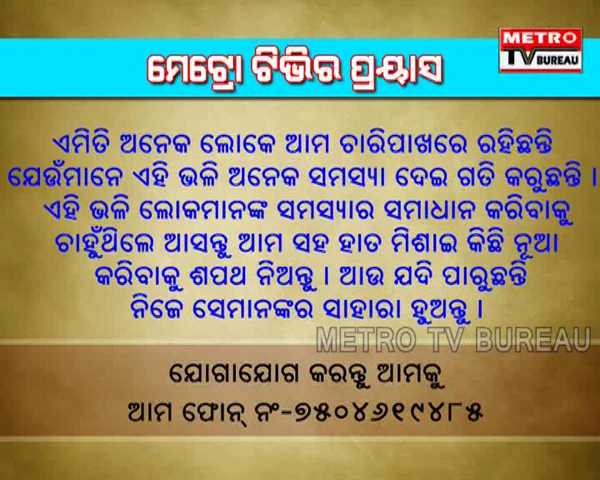 METRO
TV BUREAU
ମେଟ୍ରୋ ଟିଭିର ପ୍ରୟାସ
ଏମିତି ଅନେକ ଲୋକେ ଆମ ଚାରିପାଖରେ ରହିଛନ୍ତି
ଯେଉଁମାନେ ଏହି ଭଳି ଅନେକ ସମସ୍ୟା ଦେଇ ଗତି କରୁଛନ୍ତି ।
ଏହି ଭଳି ଲୋକମାନଙ୍କ ସମସ୍ୟାର ସମାଧାନ କରିବାକୁ
ଚାହୁଁଥିଲେ ଆସନ୍ତୁ ଆମ ସହ ହାତ ମିଶାଇ କିଛି ନୂଆ
କରିବାକୁ ଶପଥ ନିଅନ୍ତୁ । ଆଉ ଯଦି ପାରୁଛନ୍ତି
ନିଜେ ସେମାନଙ୍କର ସାହାରା ହୁଅନ୍ତୁ ।
METRO TV BUREAU
ଯୋଗାଯୋଗ କରନ୍ତୁ ଆମକୁ
ଆମ ଫୋନ୍ ନଂ-୭୫୦୪୬୧୯୪୮୫